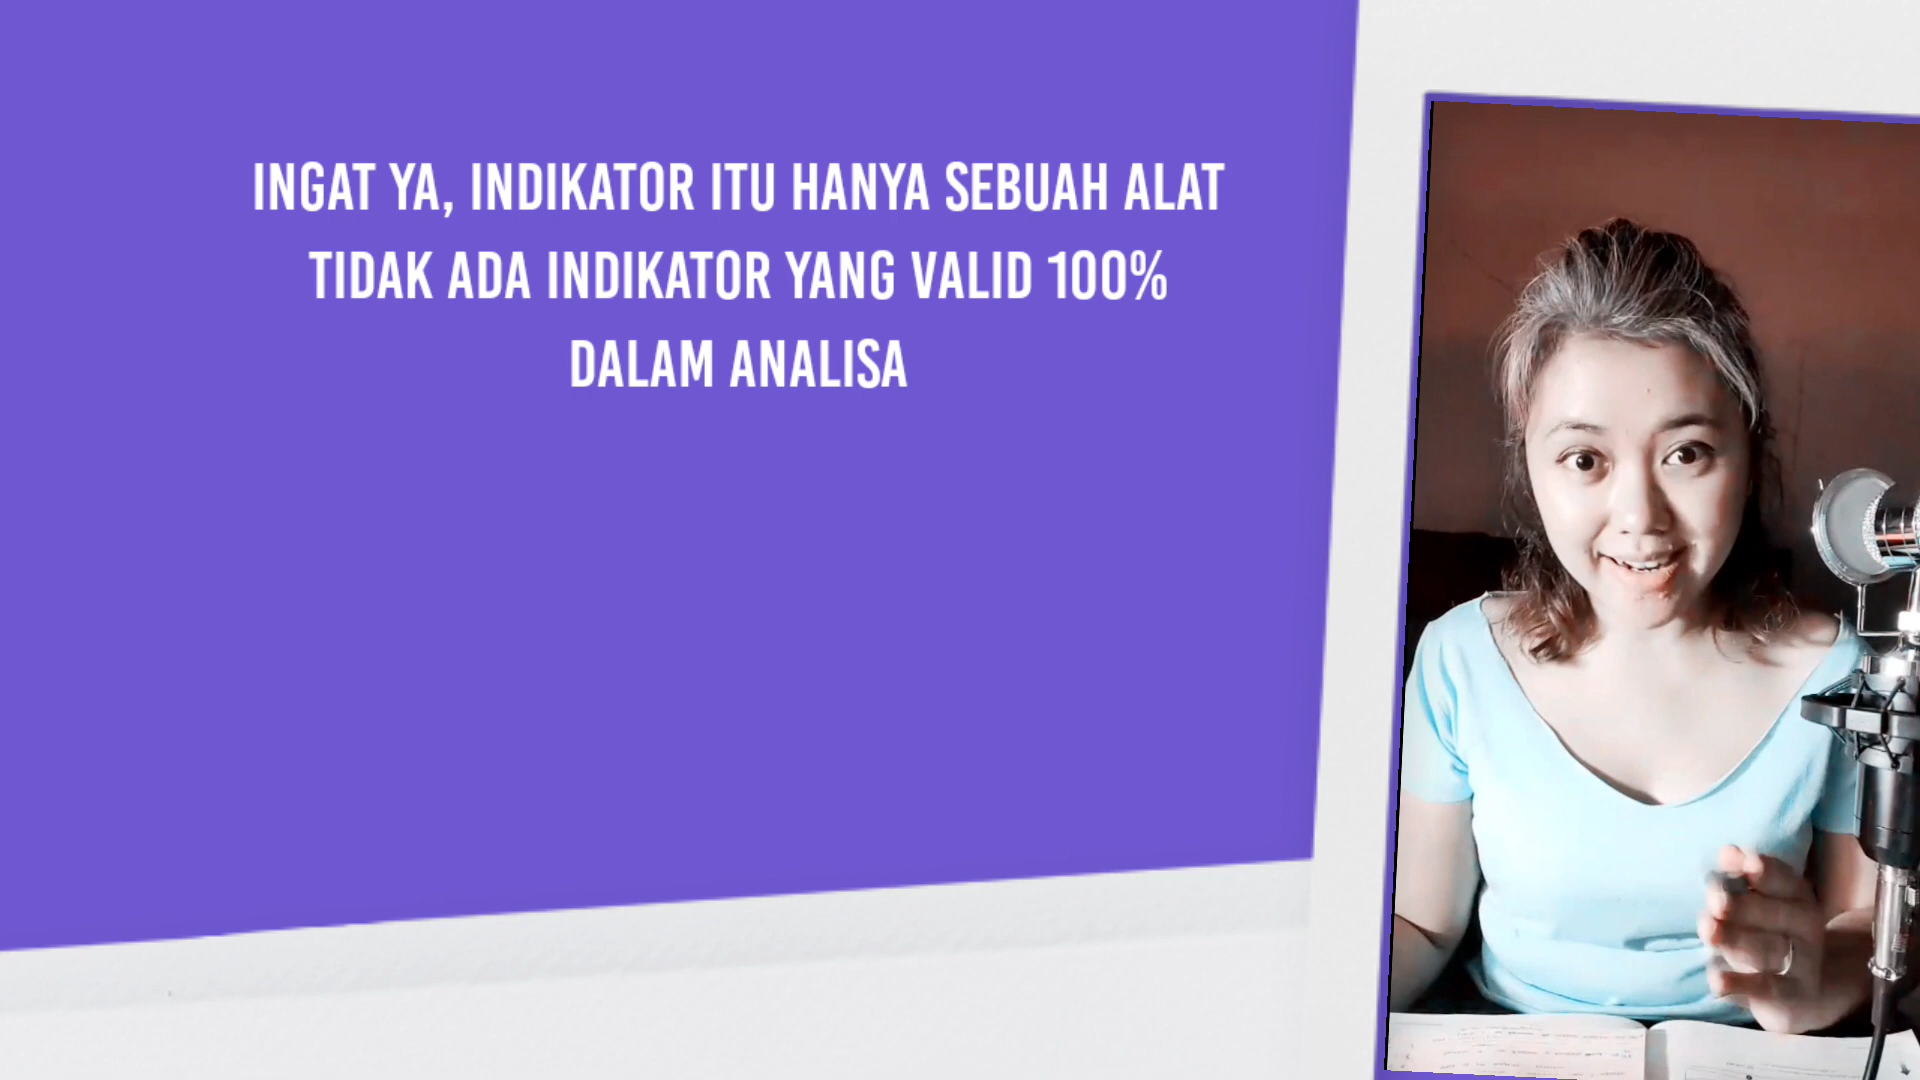 INGAT YA, INDIKATOR ITU HANYA SEBUAH ALAT
TIDAK ADA INDIKATOR YANG VALID 100%
DALAM ANALISA